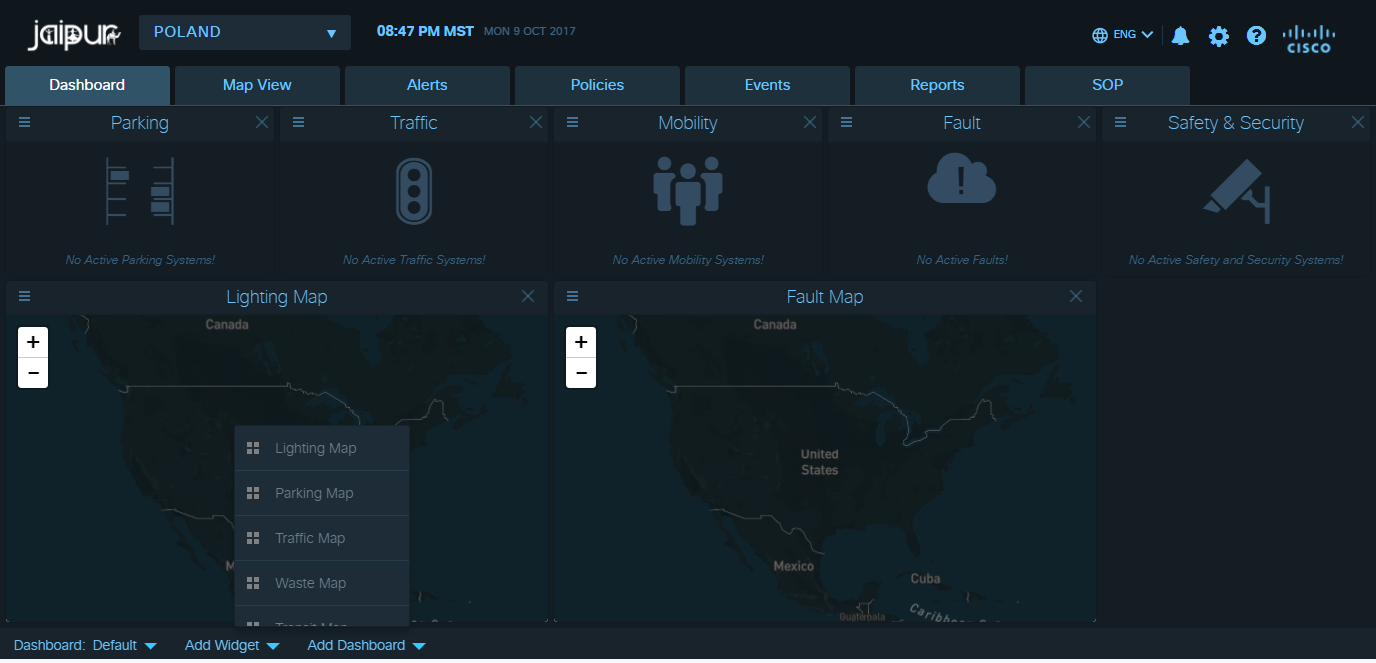 jaipur
POLAND
08:47 PM MST MON 9 OCT 2017
ENG
CISCO
Dashboard
Map View
Alerts
Policies
Events
Reports
SOP
Parking
Traffic
Mobility
Fault
Safety & Security
No Active Parking Systems!
No Active Traffic Systems!
No Active Mobility Systems!
No Active Faults!
No Active Safety and Security Systems!
Lighting Map
Fault Map
+
−
Canada
+
−
Canada
United
States
Mexico
Cuba
Guatemala
Lighting Map
Parking Map
Traffic Map
Waste Map
Transit Map
Dashboard: Default
Add Widget
Add Dashboard